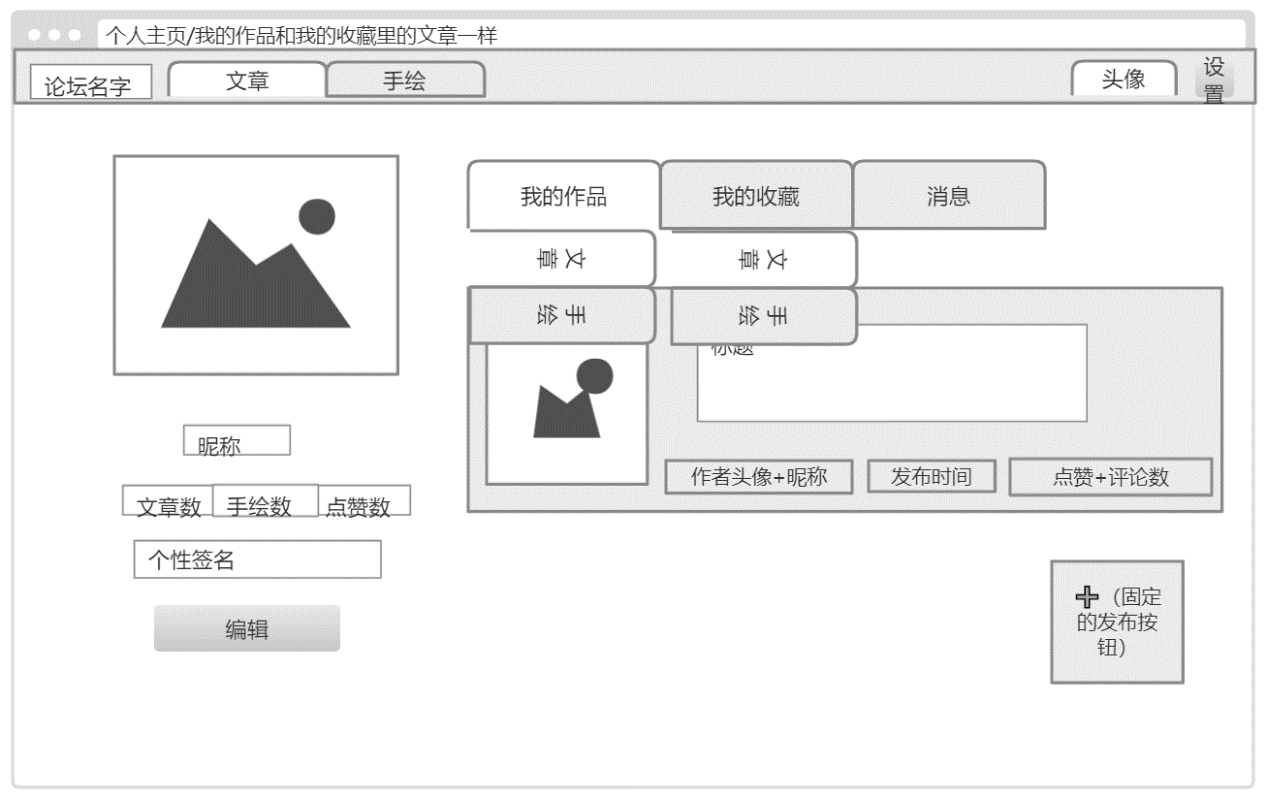 个人主页/我的作品和我的收藏里的文章一样
论坛名字
文章
手绘
头像
设
置
我的作品
我的收藏
消息
文章
文章
手绘
手绘
标题
昵称
作者头像+昵称
发布时间
点赞+评论数
文章数
手绘数
点赞数
个性签名
编辑
（固定
的发布按
钮）